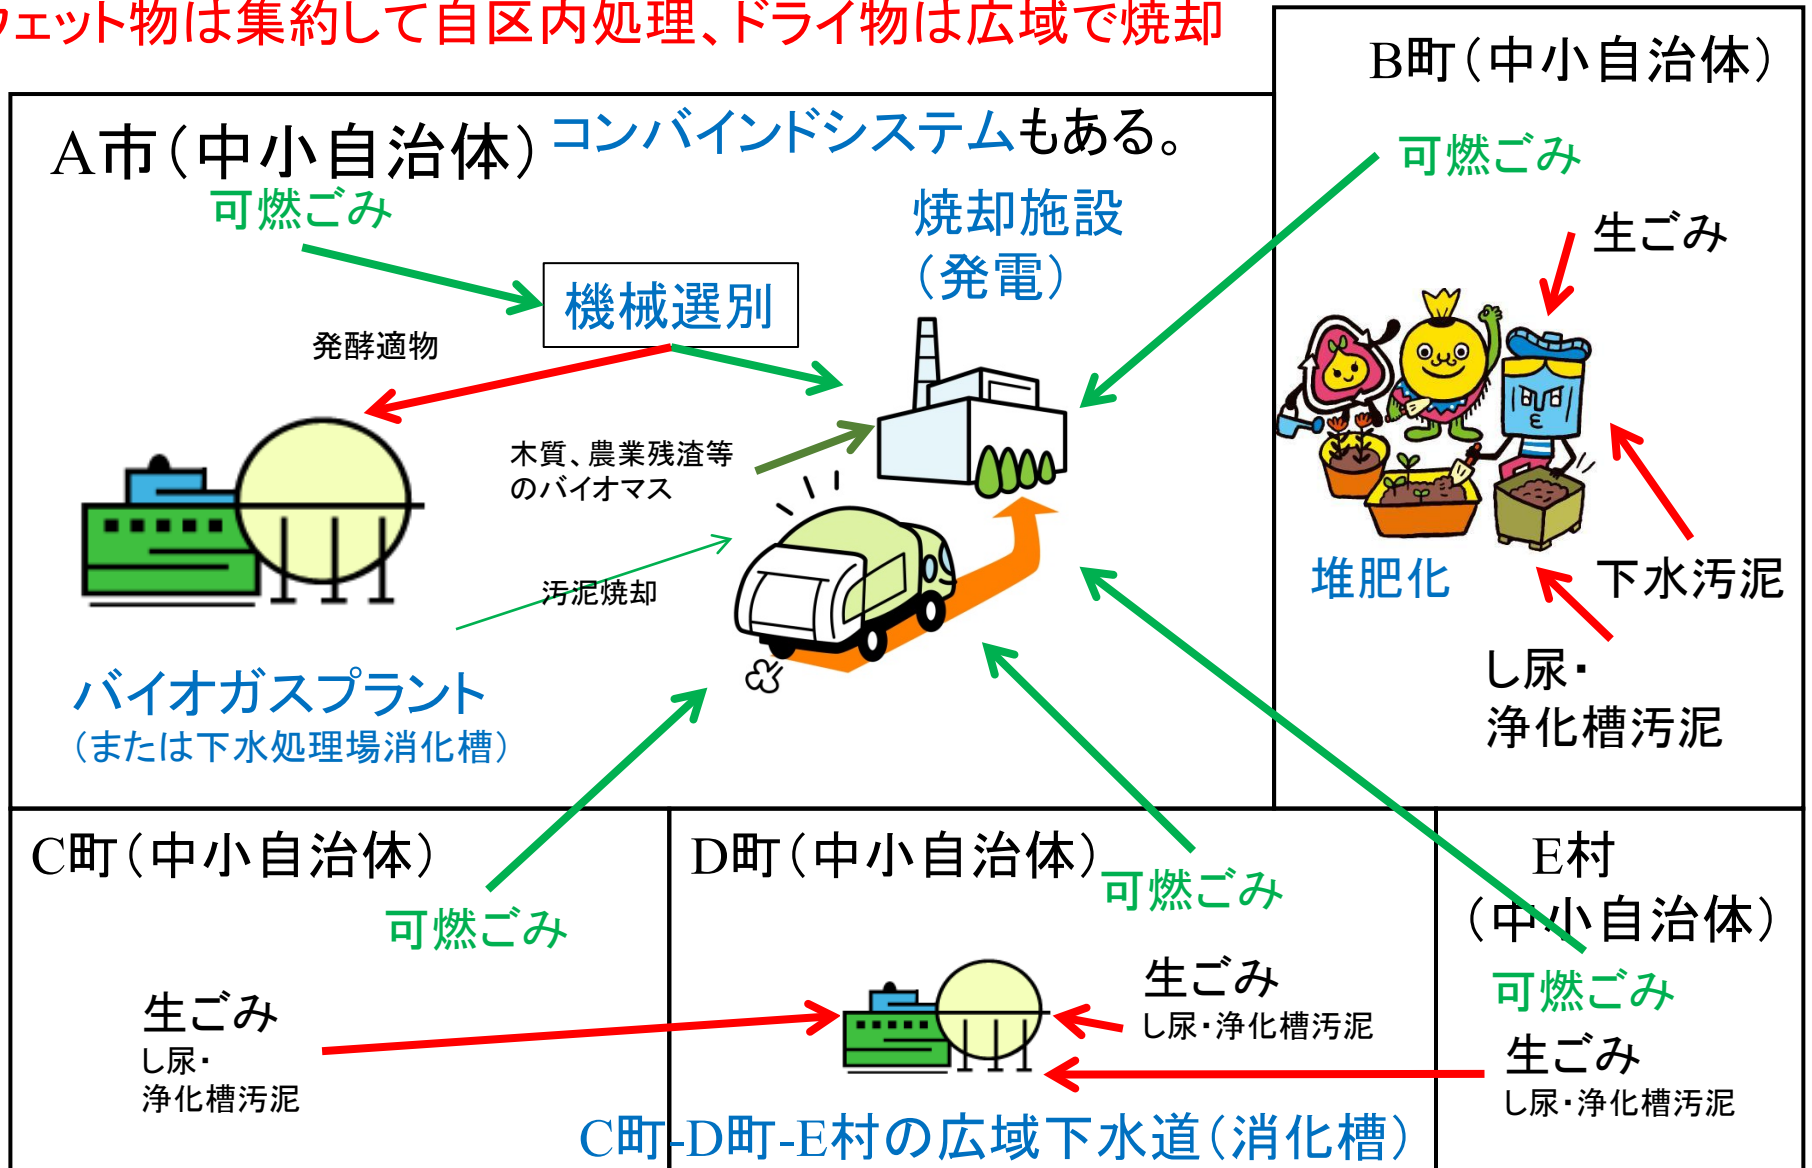 ウェット物は集約して自区内処理、ドライ物は広域で焼却
B町（中小自治体）
可燃ごみ
生ごみ
堆肥化
下水汚泥
し尿・
浄化槽汚泥
A市（中小自治体）
コンバインドシステムもある。
可燃ごみ
焼却施設
（発電）
機械選別
発酵適物
木質、農業残渣等
のバイオマス
汚泥焼却
バイオガスプラント
（または下水処理場消化槽）
C町（中小自治体）
可燃ごみ
生ごみ
し尿・
浄化槽汚泥
D町（中小自治体）
可燃ごみ
生ごみ
し尿・浄化槽汚泥
C町-D町-E村の広域下水道（消化槽）
E村
（中小自治体）
可燃ごみ
生ごみ
し尿・浄化槽汚泥